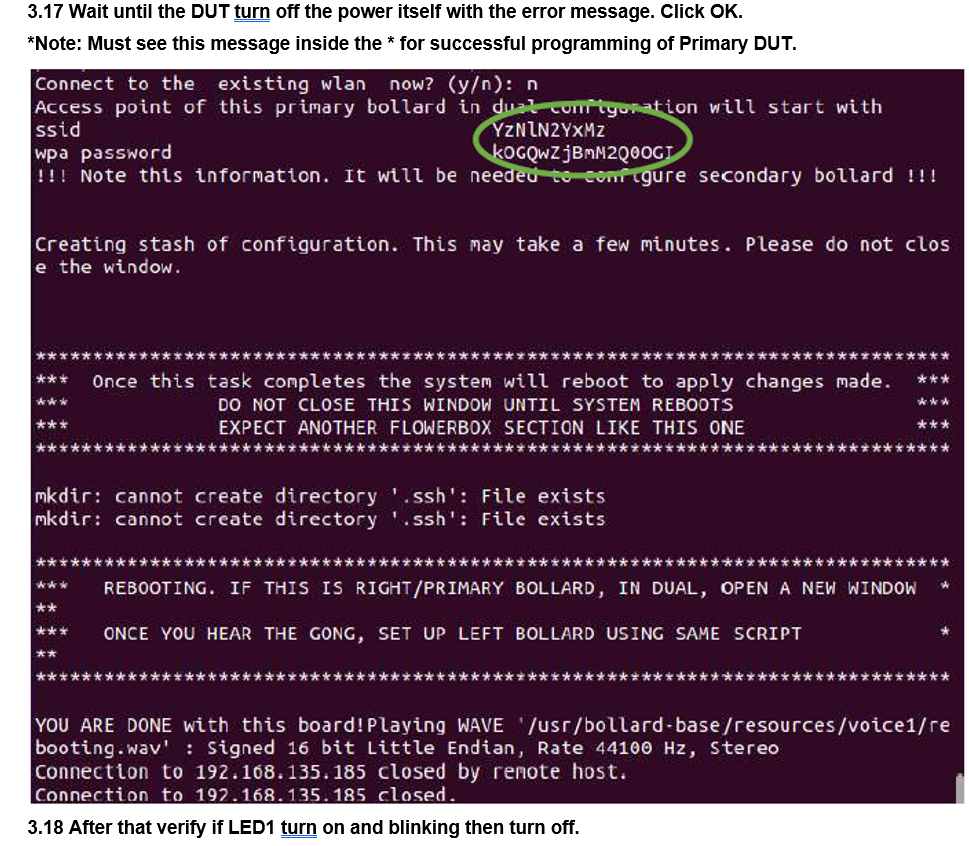 3.17 Wait until the DUT turn off the power itself with the error message. Click OK.
*Note: Must see this message inside the * for successful programming of Primary DUT.
Connect to the  existing wlan  now? (y/n): n
Access point of this primary bollard in dual configuration will start with
ssid                                    YzNlN2YxMz
wpa password                            kOGQwZjBmM2Q0OGI
!!! Note this information. It will be needed to configure secondary bollard !!!
Creating stash of configuration. This may take a few minutes. Please do not clos
e the window.
********************************************************************************
***  Once this task completes the system will reboot to apply changes made.  ***
***             DO NOT CLOSE THIS WINDOW UNTIL SYSTEM REBOOTS                ***
***             EXPECT ANOTHER FLOWERBOX SECTION LIKE THIS ONE               ***
********************************************************************************
mkdir: cannot create directory '.ssh': File exists
mkdir: cannot create directory '.ssh': File exists
********************************************************************************
***   REBOOTING. IF THIS IS RIGHT/PRIMARY BOLLARD, IN DUAL, OPEN A NEW WINDOW  *
**
***   ONCE YOU HEAR THE GONG, SET UP LEFT BOLLARD USING SAME SCRIPT            *
**
********************************************************************************
YOU ARE DONE with this board!Playing WAVE '/usr/bollard-base/resources/voice1/re
booting.wav' : Signed 16 bit Little Endian, Rate 44100 Hz, Stereo
Connection to 192.168.135.185 closed by remote host.
Connection to 192.168.135.185 closed.
3.18 After that verify if LED1 turn on and blinking then turn off.